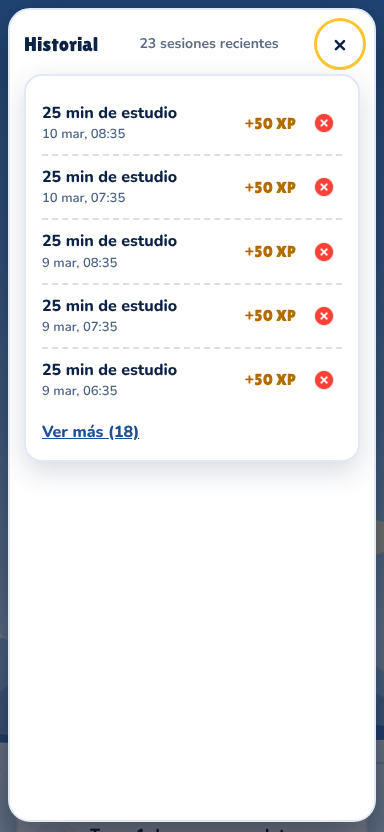 Historial
23 sesiones recientes
25 min de estudio
+50 XP
10 mar, 08:35
25 min de estudio
+50 XP
10 mar, 07:35
25 min de estudio
+50 XP
9 mar, 08:35
25 min de estudio
+50 XP
9 mar, 07:35
25 min de estudio
+50 XP
9 mar, 06:35
Ver más (18)